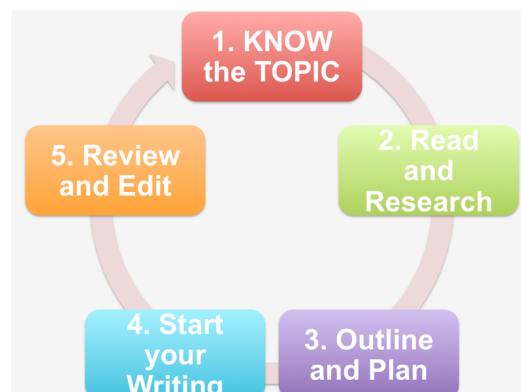 1. KNOW
the TOPIC
2. Read
and
Research
3. Outline
and Plan
4. Start
your
Writing
5. Review
and Edit